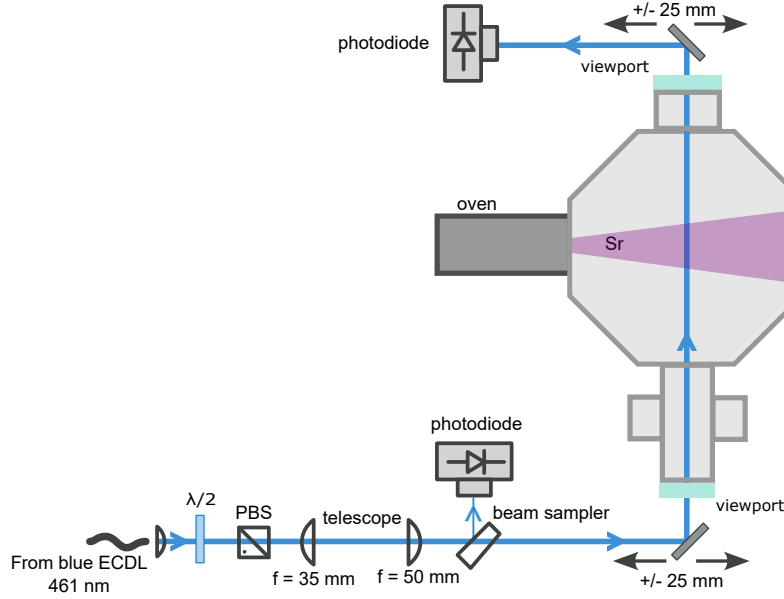 +/- 25 mm
photodiode
viewport
oven
Sr
photodiode
λ/2
PBS
telescope
beam sampler
viewport
From blue ECDL
461 nm
f = 35 mm
f = 50 mm
+/- 25 mm